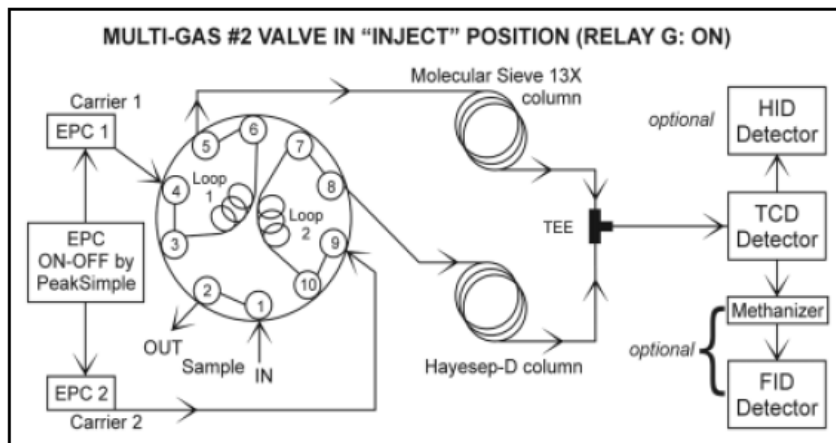 MULTI-GAS #2 VALVE IN “INJECT” POSITION (RELAY G: ON)
Carrier 1
EPC 1
EPC
ON-OFF by
PeakSimple
EPC 2
Carrier 2
5
6
7
4
8
Loop
1
Loop
2
3
9
2
1
10
OUT
Sample
IN
Molecular Sieve 13X
column
Hayesep-D column
TEE
optional
HID
Detector
TCD
Detector
Methanizer
optional
FID
Detector